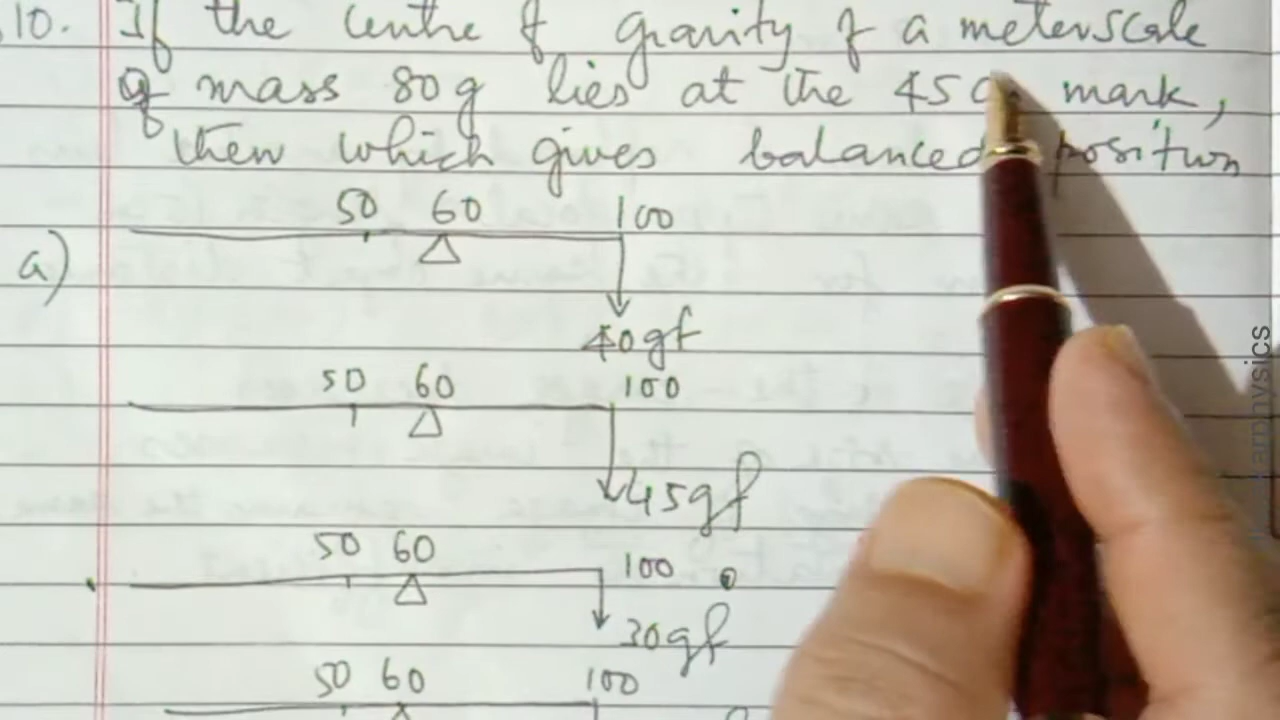 10. If the centre of gravity of a meterscale
of mass 80g lies at the 45 mark,
then which gives balanced position
50 60 100
a)
40gf
50 60 100
45gf
50 60 100
30gf
50 60 100